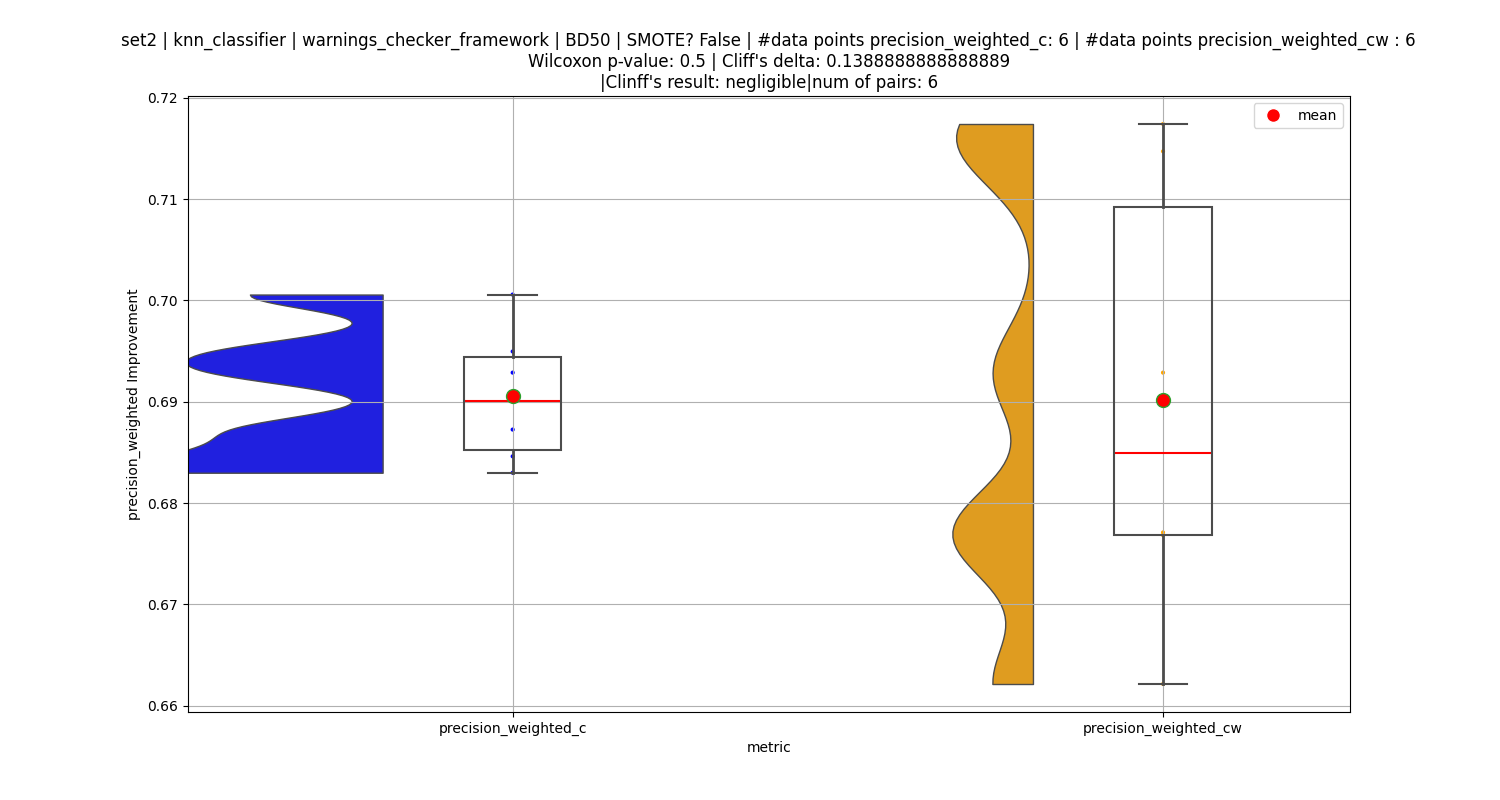 set2 | knn_classifier | warnings_checker_framework | BD50 | SMOTE? False | #data points precision_weighted_c: 6 | #data points precision_weighted_cw : 6
Wilcoxon p-value: 0.5 | Cliff's delta: 0.1388888888888889
|Clinff's result: negligible|num of pairs: 6
mean
0.72
0.71
0.70
0.69
0.68
0.67
0.66
precision_weighted Improvement
precision_weighted_c
precision_weighted_cw
metric